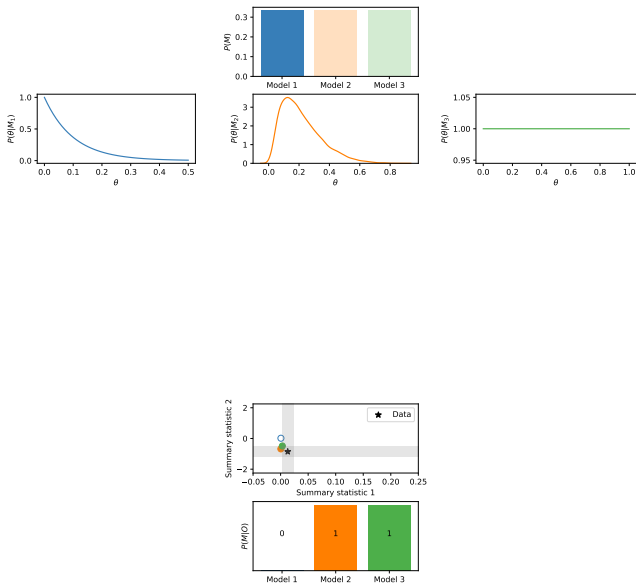 P(M)
0.3
0.2
0.1
0.0
Model 1 Model 2 Model 3
P(θ|M₁)
1.0
0.5
0.0
0.0 0.1 0.2 0.3 0.4 0.5
θ
P(θ|M₂)
3
2
1
0
0.0 0.2 0.4 0.6 0.8
θ
P(θ|M₃)
1.05
1.00
0.95
0.0 0.2 0.4 0.6 0.8 1.0
θ
Summary statistic 2
2
0
−2
Data
−0.05 0.00 0.05 0.10 0.15 0.20 0.25
Summary statistic 1
P(M|O)
0 1 1
Model 1 Model 2 Model 3